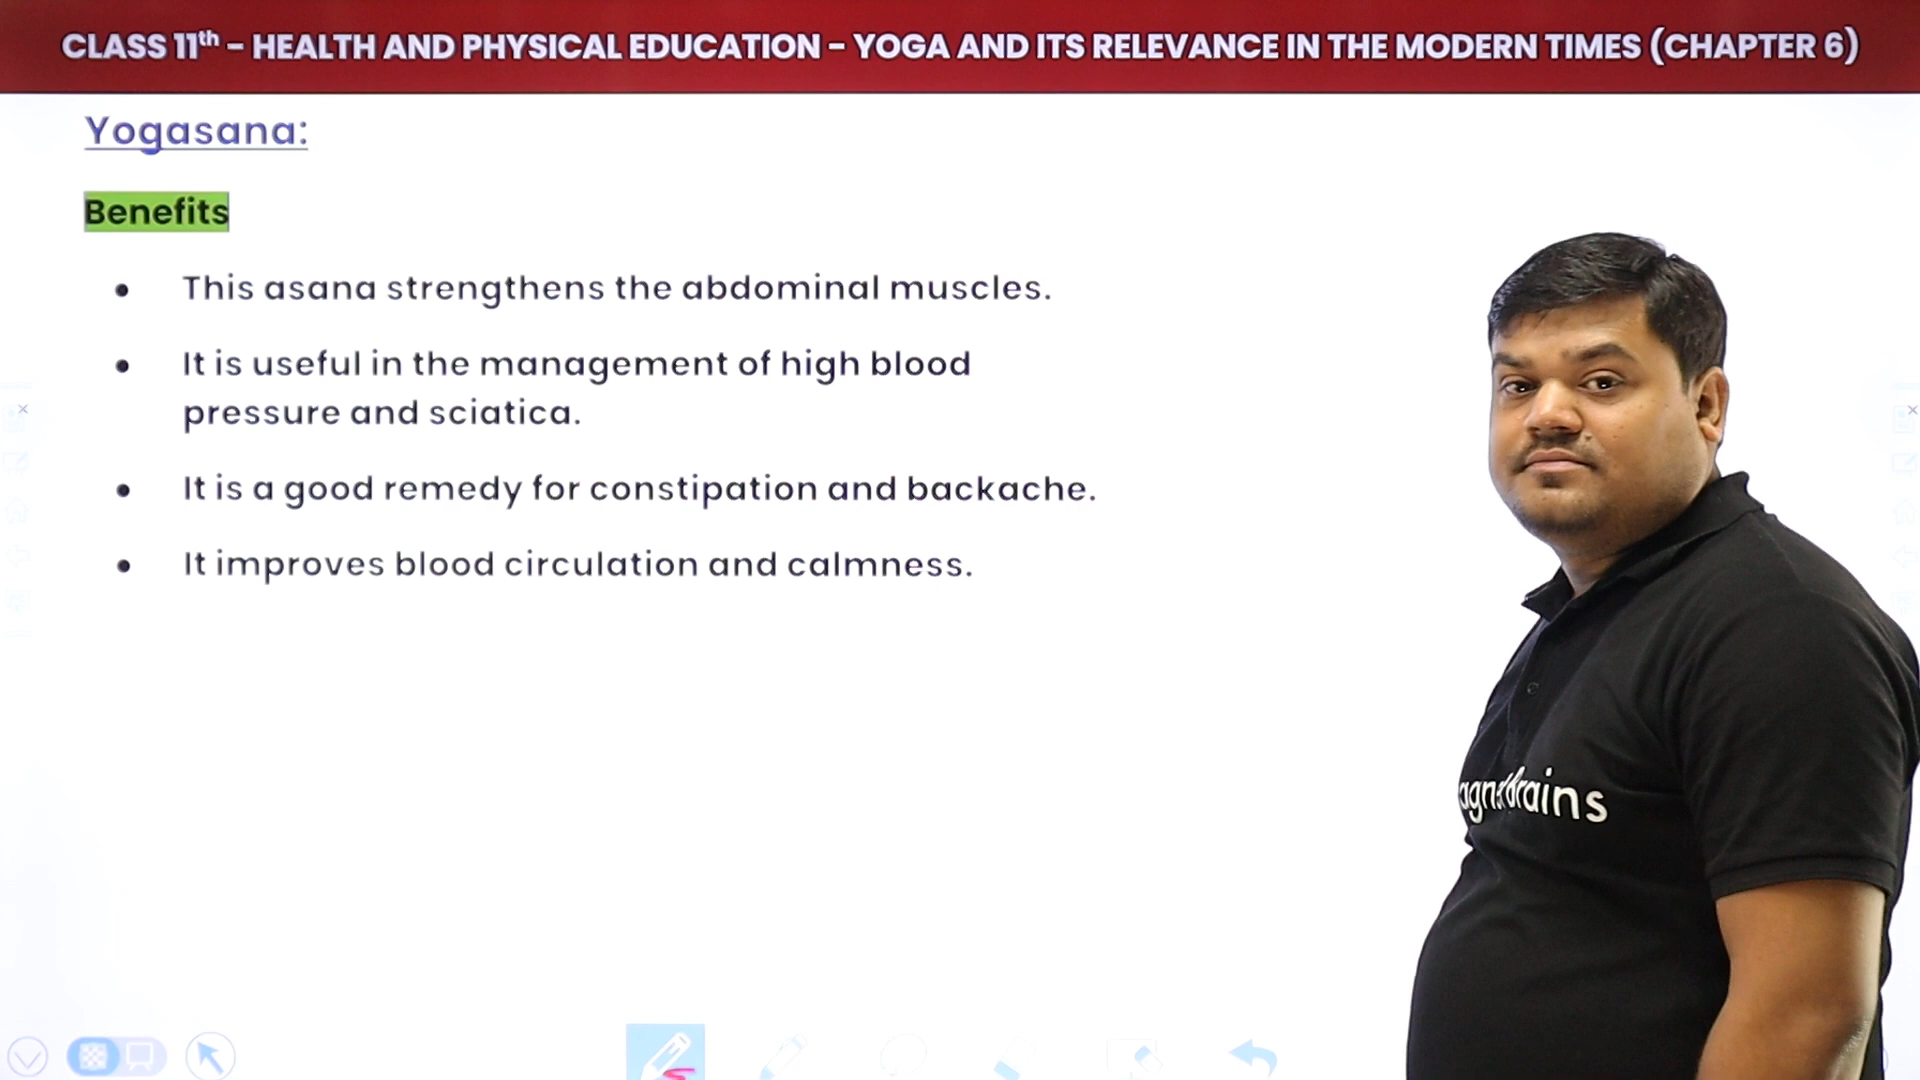 CLASS 11th – HEALTH AND PHYSICAL EDUCATION – YOGA AND ITS RELEVANCE IN THE MODERN TIMES (CHAPTER 6)
Yogasana:
Benefits
• This asana strengthens the abdominal muscles.
• It is useful in the management of high blood
pressure and sciatica.
• It is a good remedy for constipation and backache.
• It improves blood circulation and calmness.